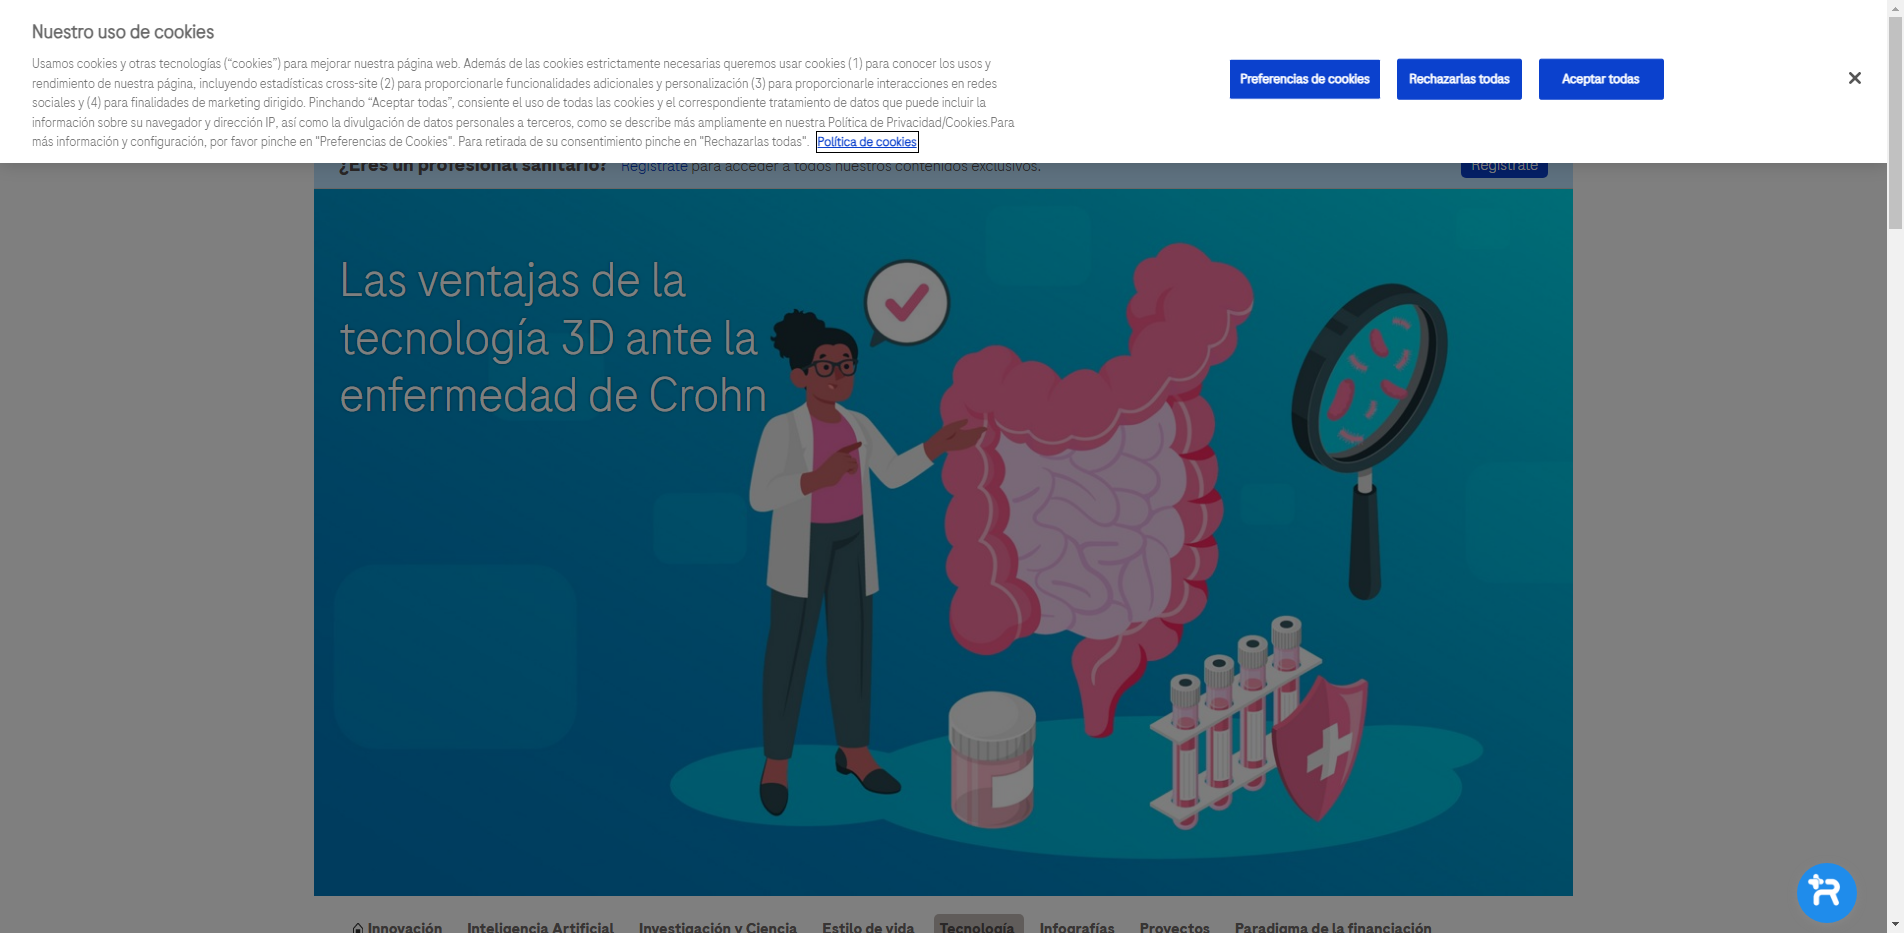 Nuestro uso de cookies
Usamos cookies y otras tecnologías (“cookies”) para mejorar nuestra página web. Además de las cookies estrictamente necesarias queremos usar cookies (1) para conocer los usos y
rendimiento de nuestra página, incluyendo estadísticas cross-site (2) para proporcionarle funcionalidades adicionales y personalización (3) para proporcionarle interacciones en redes
sociales y (4) para finalidades de marketing dirigido. Pinchando “Aceptar todas”, consiente el uso de todas las cookies y el correspondiente tratamiento de datos que puede incluir la
información sobre su navegador y dirección IP, así como la divulgación de datos personales a terceros, como se describe más ampliamente en nuestra Política de Privacidad/Cookies.Para
más información y configuración, por favor pinche en "Preferencias de Cookies". Para retirada de su consentimiento pinche en "Rechazarlas todas". Política de cookies
Preferencias de cookies
Rechazarlas todas
Aceptar todas
¿Eres un profesional sanitario? Regístrate para acceder a todos nuestros contenidos exclusivos.
Regístrate
Las ventajas de la
tecnología 3D ante la
enfermedad de Crohn
Innovación Inteligencia Artificial Investigación y Ciencia Estilo de vida Tecnología Infografías Proyectos Paradigma de la financiación